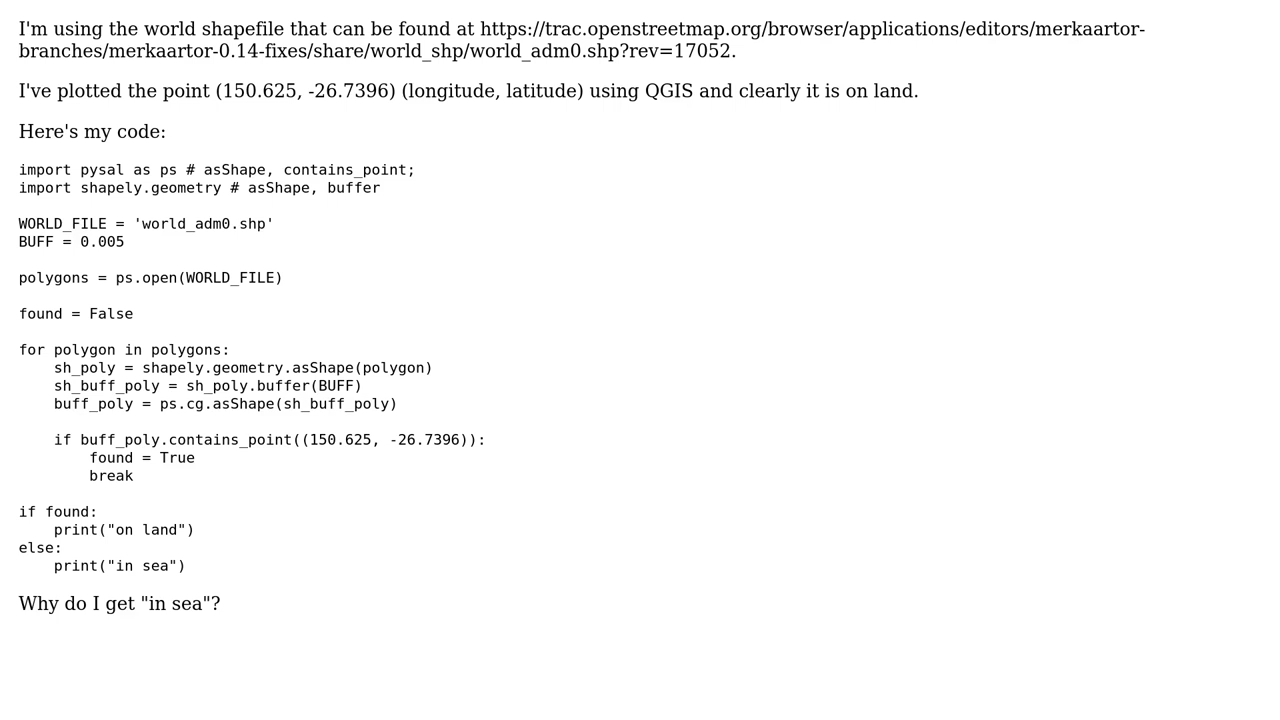 I'm using the world shapefile that can be found at https://trac.openstreetmap.org/browser/applications/editors/merkaartor-
branches/merkaartor-0.14-fixes/share/world_shp/world_adm0.shp?rev=17052.
I've plotted the point (150.625, -26.7396) (longitude, latitude) using QGIS and clearly it is on land.
Here's my code:
import pysal as ps # asShape, contains_point;
import shapely.geometry # asShape, buffer
WORLD_FILE = 'world_adm0.shp'
BUFF = 0.005
polygons = ps.open(WORLD_FILE)
found = False
for polygon in polygons:
    sh_poly = shapely.geometry.asShape(polygon)
    sh_buff_poly = sh_poly.buffer(BUFF)
    buff_poly = ps.cg.asShape(sh_buff_poly)
    if buff_poly.contains_point((150.625, -26.7396)):
        found = True
        break
if found:
    print("on land")
else:
    print("in sea")
Why do I get "in sea"?